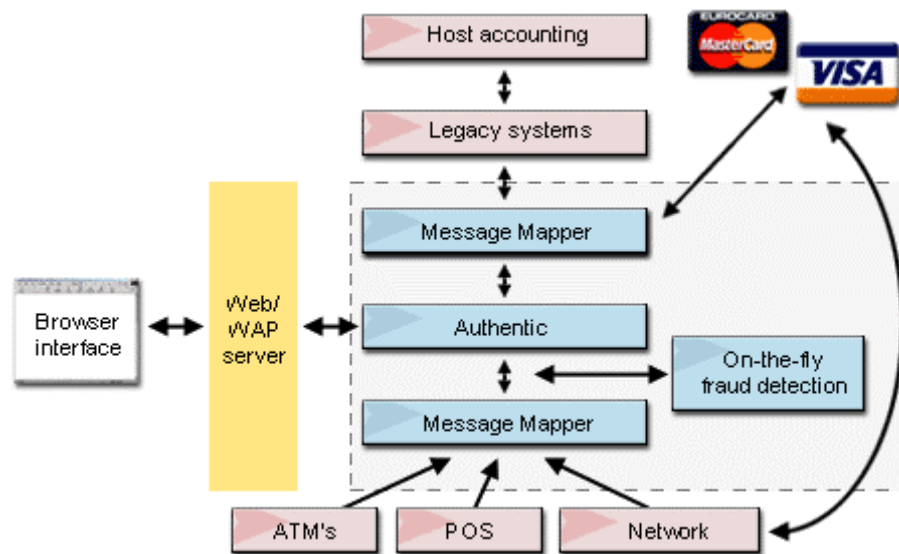 Host accounting
EUROCARD
MasterCard
VISA
Legacy systems
Message Mapper
Web/
WAP
server
Browser
interface
Authentic
On-the-fly
fraud detection
Message Mapper
ATM's
POS
Network